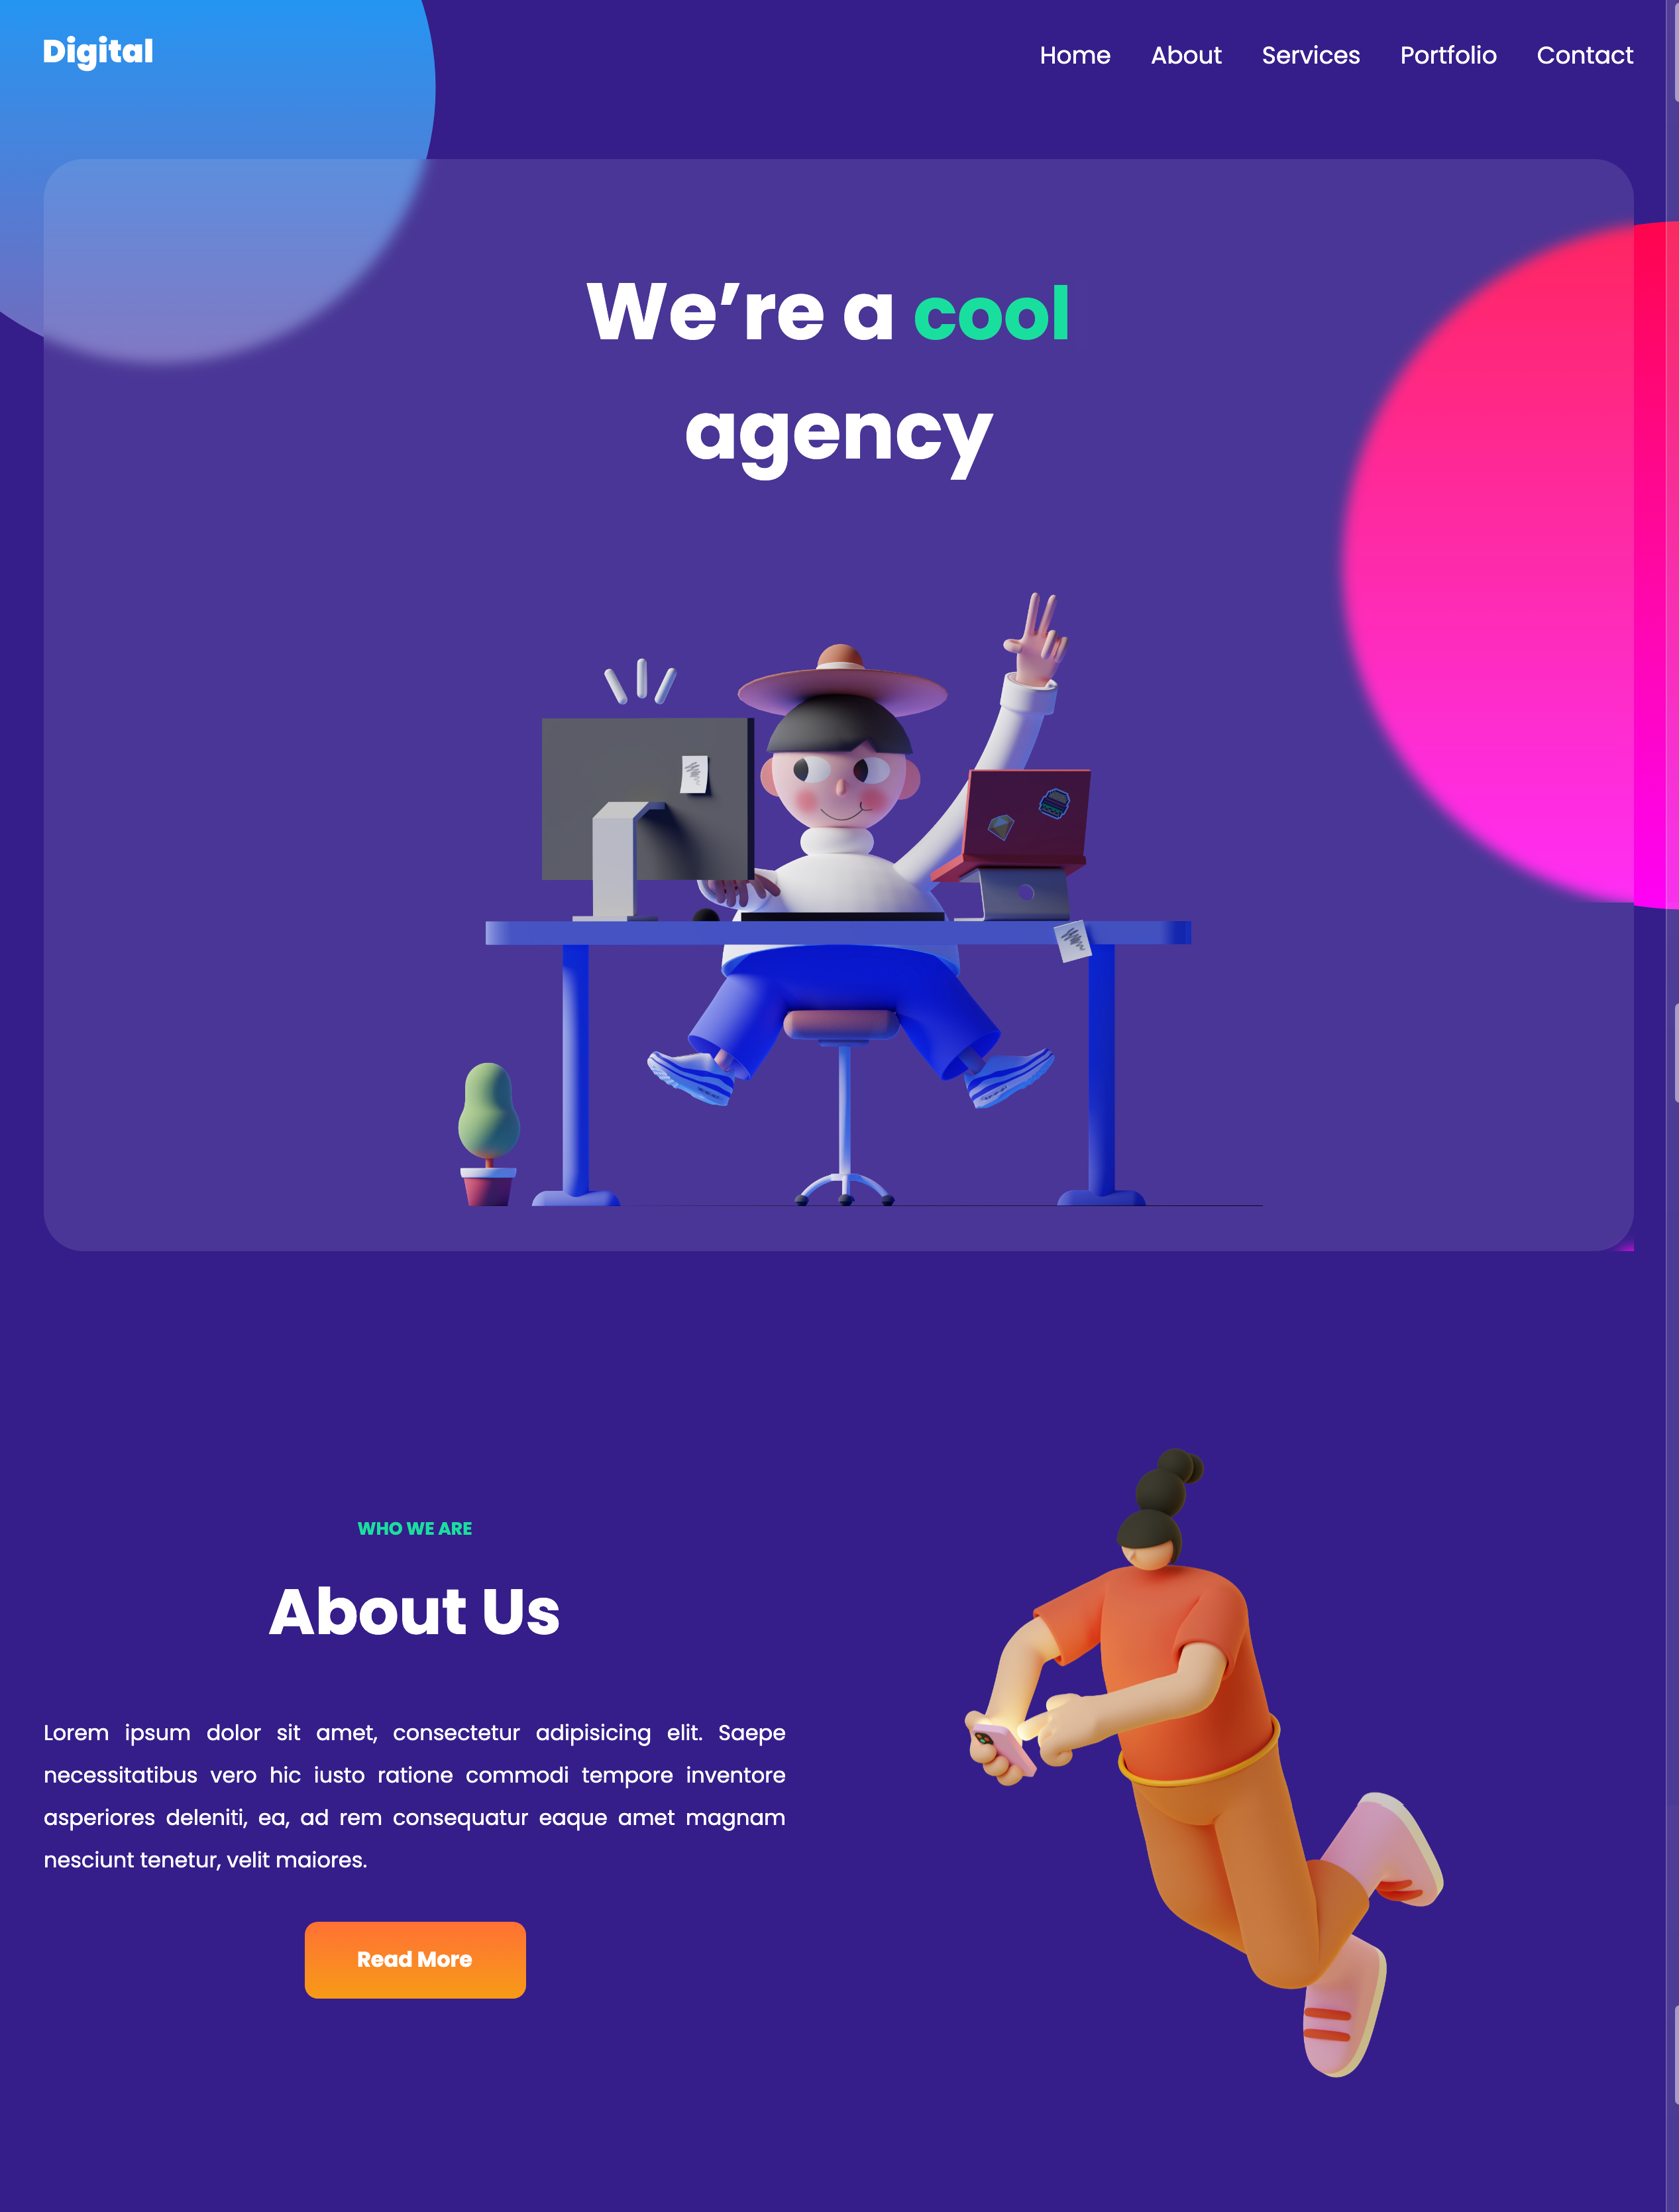 Digital
Home About Services Portfolio Contact
We’re a cool
agency
WHO WE ARE
About Us
Lorem ipsum dolor sit amet, consectetur adipisicing elit. Saepe
necessitatibus vero hic iusto ratione commodi tempore inventore
asperiores deleniti, ea, ad rem consequatur eaque amet magnam
nesciunt tenetur, velit maiores.
Read More